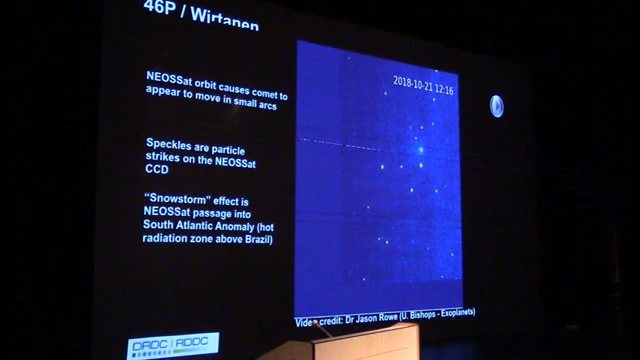 46P / Wirtanen
NEOSSat orbit causes comet to
appear to move in small arcs
2018-10-21 12:16
Speckles are particle
strikes on the NEOSSat
CCD
“Snowstorm” effect is
NEOSSat passage into
South Atlantic Anomaly (hot
radiation zone above Brazil)
Video credit: Dr Jason Rowe (U. Bishops - Exoplanets)
DRDC | RDDC